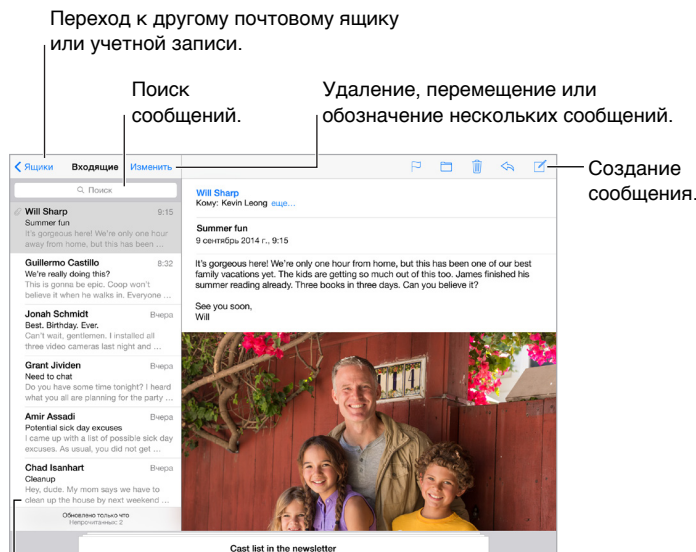 Переход к другому почтовому ящику
или учетной записи.
Поиск
сообщений.
Удаление, перемещение или
обозначение нескольких сообщений.
Создание
сообщения.
Ящики Входящие Изменить
Поиск
Will Sharp 9:15
Summer fun
It's gorgeous here! We're only one hour
away from home, but this has been ...
Guillermo Castillo 8:32
We're really doing this?
This is gonna be epic. Coop won't
believe it when he walks in. Everyone ...
Jonah Schmidt Вчера
Best. Birthday. Ever.
Can't wait, gentlemen. I installed all
three video cameras last night and ...
Grant Jividen Вчера
Need to chat
Do you have some time tonight? I heard
what you all are planning for the party ...
Amir Assadi Вчера
Potential sick day excuses
I came up with a list of possible sick day
excuses. As usual, you did not get ...
Chad Isanhart Вчера
Cleanup
Hey, dude. My mom says we have to
clean up the house by next weekend ...
Обновлено только что
Непрочитанных: 2
Will Sharp
Кому: Kevin Leong еще...
Summer fun
9 сентябрь 2014 г., 9:15
It's gorgeous here! We're only one hour from home, but this has been one of our best
family vacations yet. The kids are getting so much out of this too. James finished his
summer reading already. Three books in three days. Can you believe it?
See you soon,
Will
1114
Cast list in the newsletter